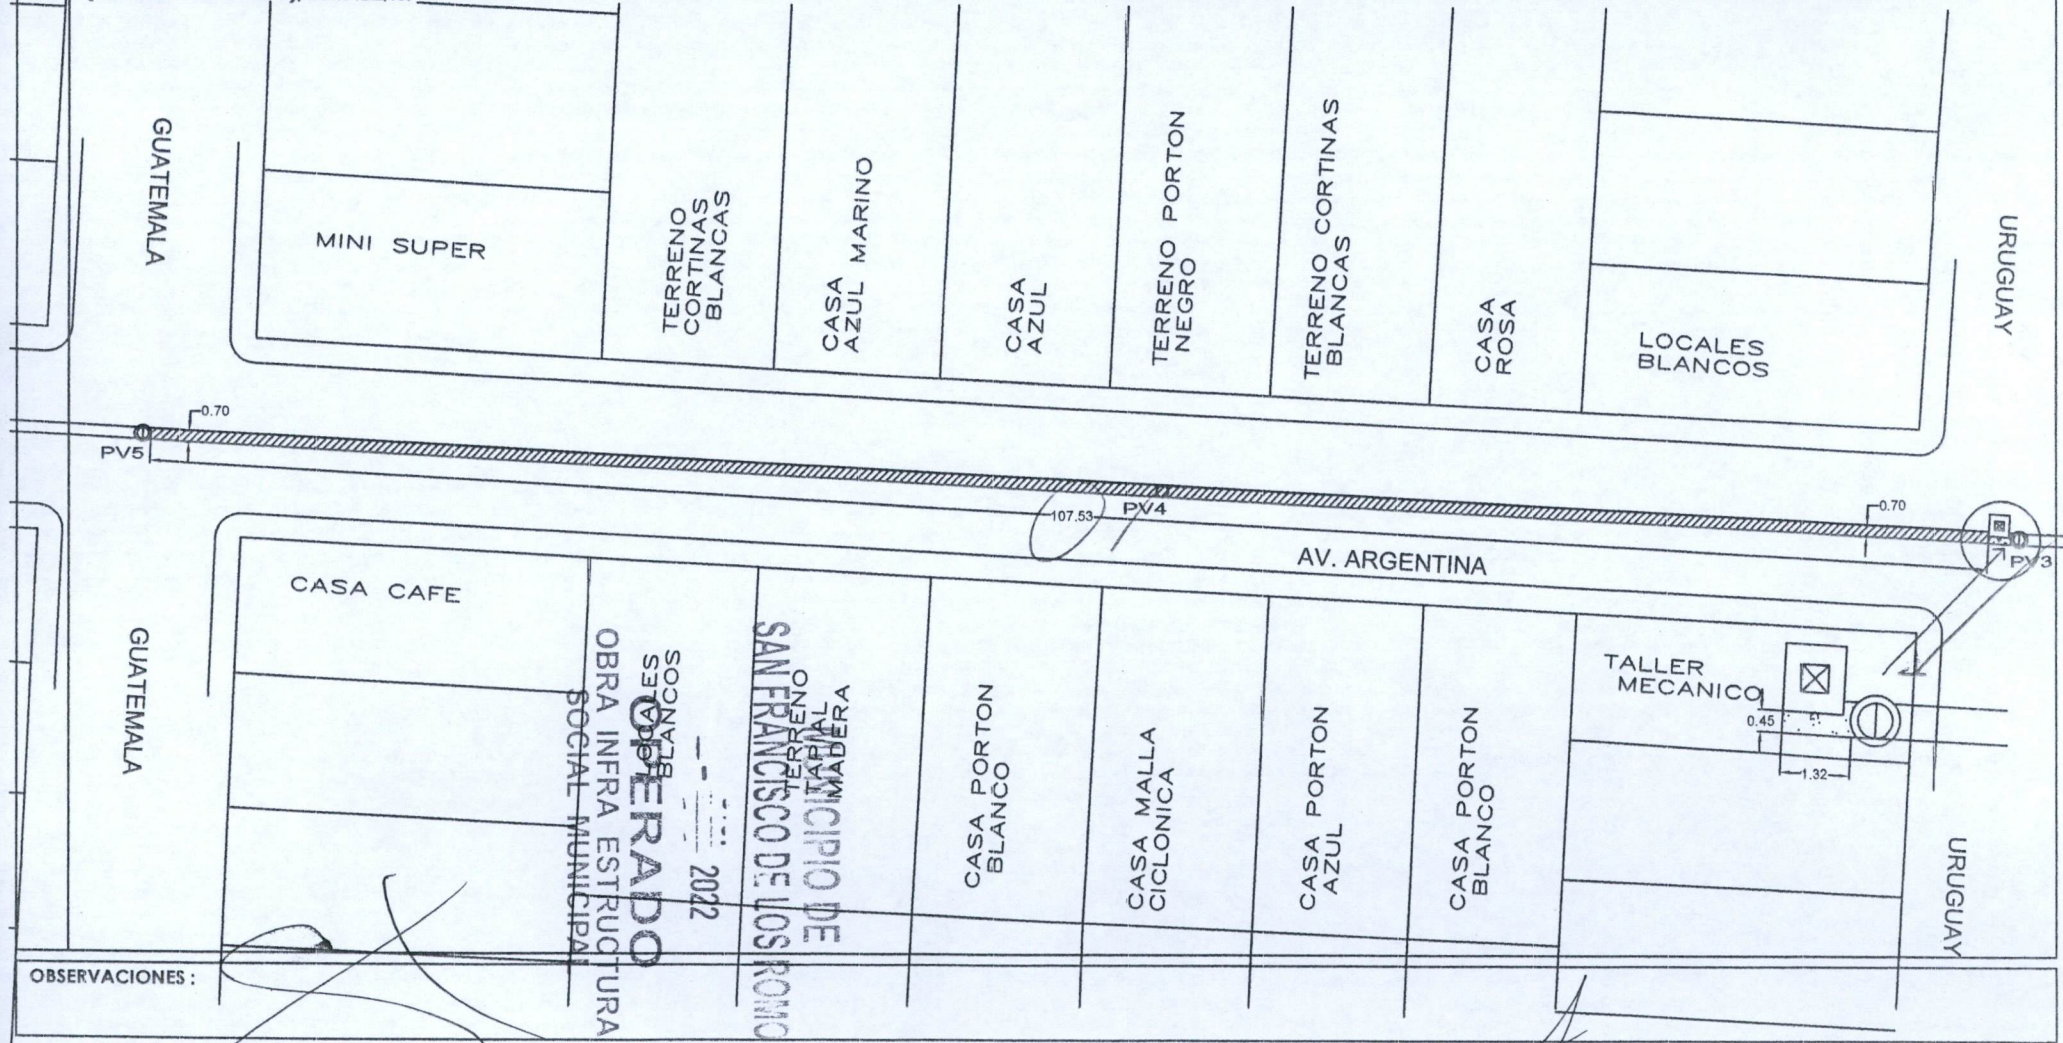 GUATEMALA
MINI SUPER
TERRENO
CORTINAS
BLANCAS
CASA
AZUL MARINO
CASA
AZUL
TERRENO PORTON
NEGRO
TERRENO CORTINAS
BLANCAS
CASA
ROSA
LOCALES
BLANCOS
URUGUAY
0.70
PV5
107.53
PV4
0.70
PV3
AV. ARGENTINA
CASA CAFE
GUATEMALA
LOCALES
BLANCOS
TERRENO
TAPIAL
MADERA
CASA PORTON
BLANCO
CASA MALLA
CICLONICA
CASA PORTON
AZUL
CASA PORTON
BLANCO
TALLER
MECANICO
0.45
1.32
URUGUAY
MUNICIPIO DE
SAN FRANCISCO DE LOS ROMO
2022
OPERADO
OBRA INFRA ESTRUCTURA
SOCIAL MUNICIPAL
OBSERVACIONES :